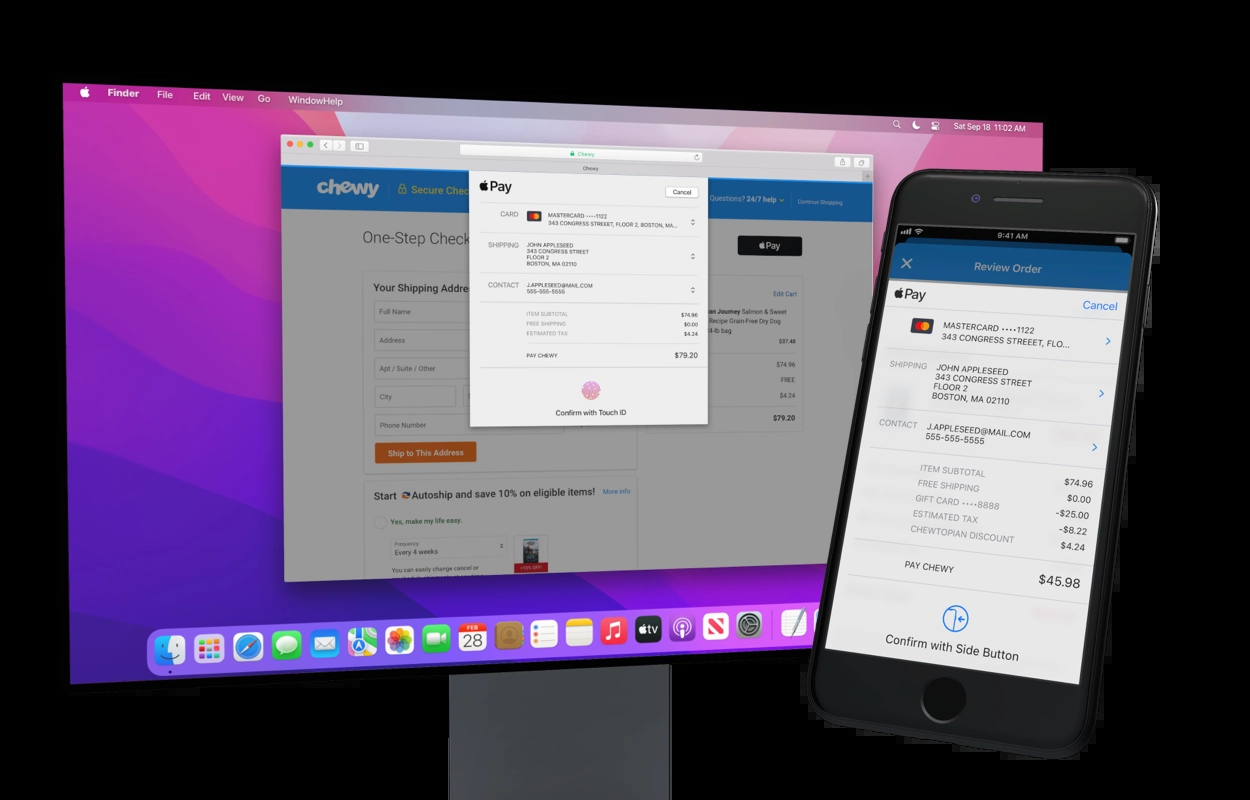 Finder File Edit View Go WindowHelp
Sat Sep 18 11:02 AM
Chewy
Chewy
chewy
Secure Chec
Questions? 24/7 help
Continue Shopping
One-Step Check
Pay
Your Shipping Addre
Full Name
Address
Apt / Suite / Other
City
Phone Number
Ship to This Address
Start Autoship and save 10% on eligible items!
More info
Yes, make my life easy.
Frequency
Every 4 weeks
You can easily change cancel or
Pay
Cancel
CARD
MASTERCARD ••••1122
343 CONGRESS STREEET, FLOOR 2, BOSTON, MA...
SHIPPING
JOHN APPLESEED
343 CONGRESS STREET
FLOOR 2
BOSTON, MA 02110
CONTACT
J.APPLESEED@MAIL.COM
555-555-5555
ITEM SUBTOTAL $74.96
FREE SHIPPING $0.00
ESTIMATED TAX $4.24
PAY CHEWY $79.20
Confirm with Touch ID
Edit Cart
an Journey Salmon & Sweet
Recipe Grain-Free Dry Dog
4-lb bag
$37.48
$74.96
FREE
$4.24
$79.20
FEB
28
tv
9:41 AM
Review Order
Pay
Cancel
MASTERCARD ••••1122
343 CONGRESS STREEET, FLO...
SHIPPING
JOHN APPLESEED
343 CONGRESS STREET
FLOOR 2
BOSTON, MA 02110
CONTACT
J.APPLESEED@MAIL.COM
555-555-5555
ITEM SUBTOTAL $74.96
FREE SHIPPING $0.00
GIFT CARD ••••8888 -$25.00
ESTIMATED TAX -$8.22
CHEWTOPIAN DISCOUNT $4.24
PAY CHEWY $45.98
Confirm with Side Button